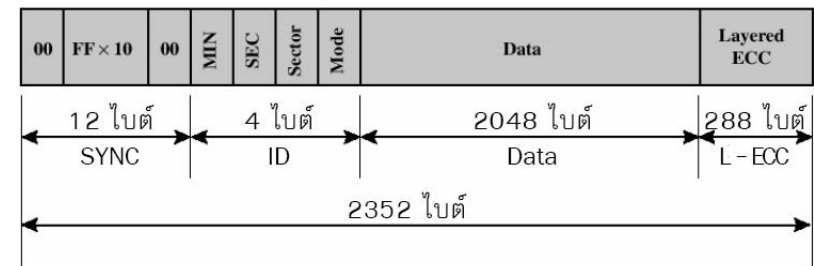 00 FF × 10 00 MIN SEC Sector Mode Data Layered ECC
12 ไบต์ 4 ไบต์ 2048 ไบต์ 288 ไบต์
SYNC ID Data L-ECC
2352 ไบต์